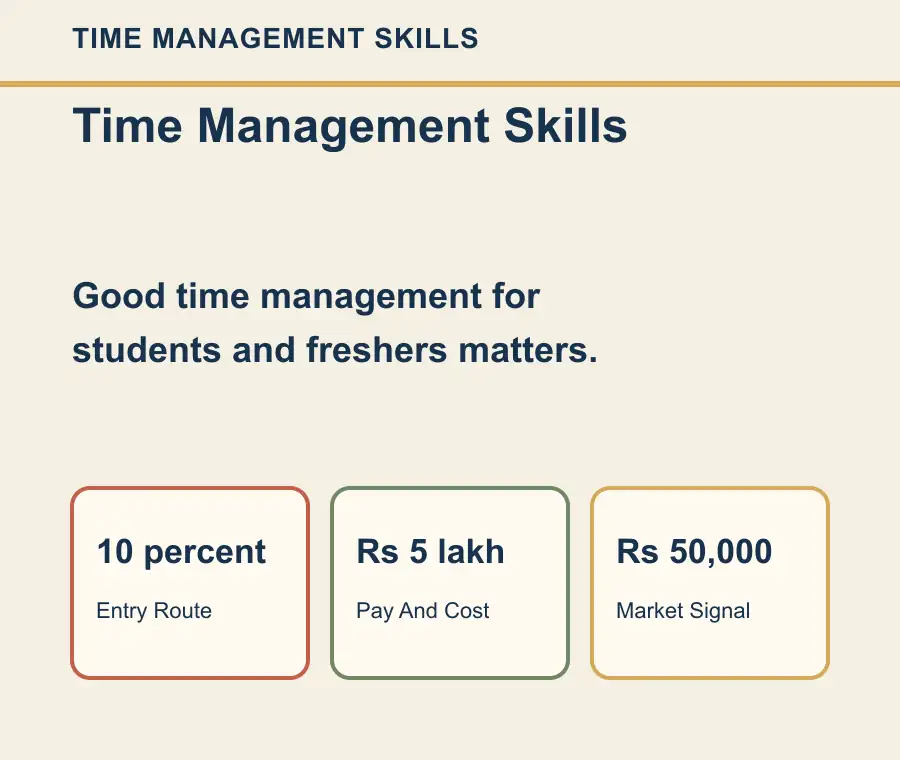 TIME MANAGEMENT SKILLS
Time Management Skills
Good time management for
students and freshers matters.
10 percent
Entry Route
Rs 5 lakh
Pay And Cost
Rs 50,000
Market Signal